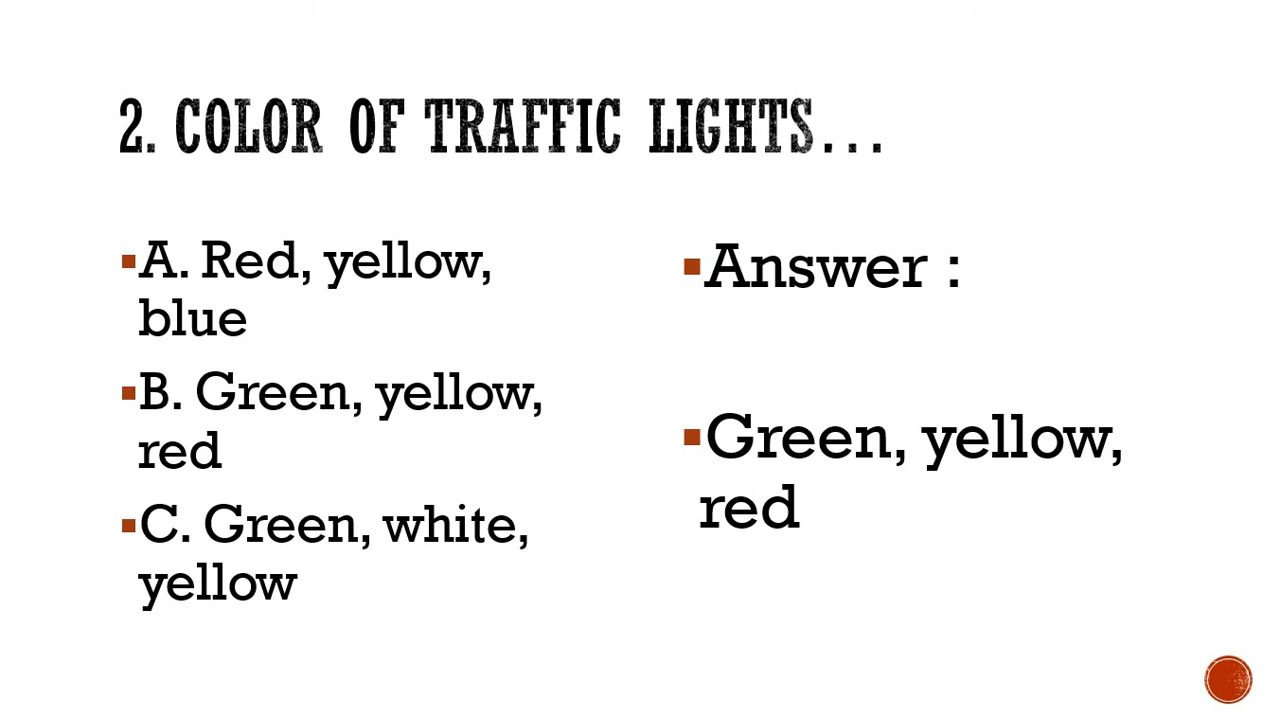 2. COLOR OF TRAFFIC LIGHTS...
▪A. Red, yellow,
blue
▪B. Green, yellow,
red
▪C. Green, white,
yellow
▪Answer :
▪Green, yellow,
red